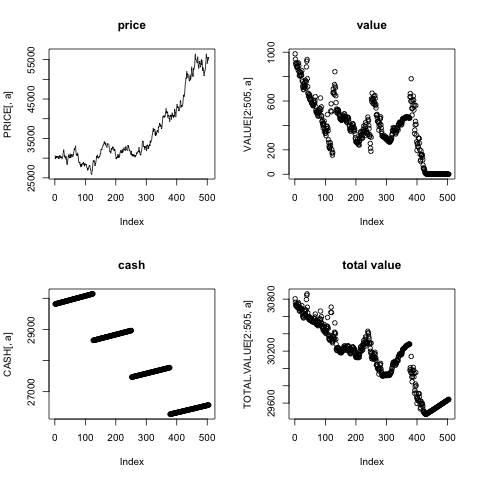 price
PRICE[, a]
25000 35000 45000 55000
0 100 200 300 400 500
Index
value
VALUE[2:505, a]
0 200 600 1000
0 100 200 300 400 500
Index
cash
CASH[, a]
27000 29000
0 100 200 300 400 500
Index
total value
TOTAL.VALUE[2:505, a]
29600 30200 30800
0 100 200 300 400 500
Index